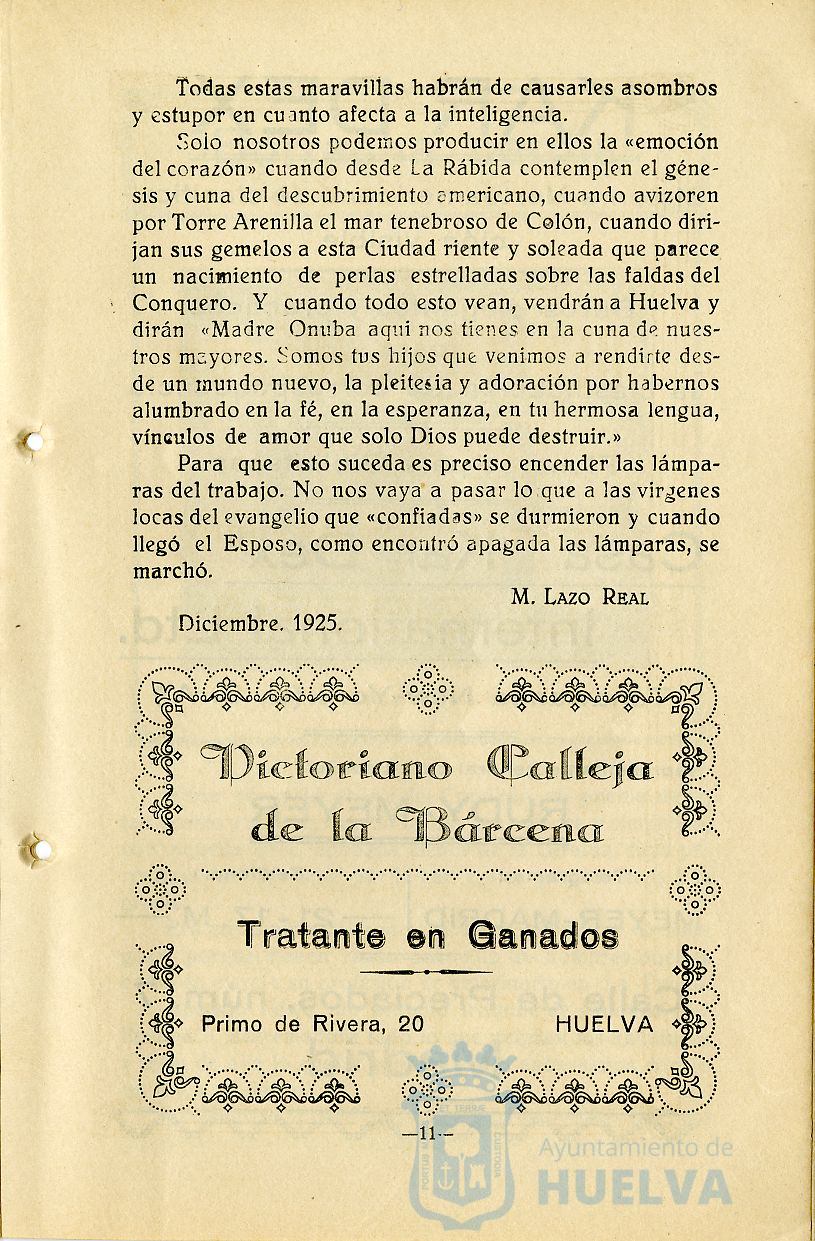 Todas estas maravillas habrán de causarles asombros
y estupor en cuanto afecta a la inteligencia.
Solo nosotros podemos producir en ellos la «emoción
del corazón» cuando desde La Rábida contemplen el géne-
sis y cuna del descubrimiento americano, cuando avizoren
por Torre Arenilla el mar tenebroso de Colón, cuando diri-
jan sus gemelos a esta Ciudad riente y soleada que parece
un nacimiento de perlas estrelladas sobre las faldas del
Conquero. Y cuando todo esto vean, vendrán a Huelva y
dirán «Madre Onuba aqui nos tienes en la cuna de nues-
tros mayores. Somos tus hijos que venimos a rendirte des-
de un mundo nuevo, la pleitesia y adoración por habernos
alumbrado en la fé, en la esperanza, en tu hermosa lengua,
vínculos de amor que solo Dios puede destruir.»
Para que esto suceda es preciso encender las lámpa-
ras del trabajo. No nos vaya a pasar lo que a las virgenes
locas del evangelio que «confiadas» se durmieron y cuando
llegó el Esposo, como encontró apagada las lámparas, se
marchó.
M. LAZO REAL
Diciembre. 1925.
Victoriano Calleja
de la Bárcena
Tratante en Ganados
Primo de Rivera, 20 HUELVA
—11—
Ayuntamiento de
HUELVA